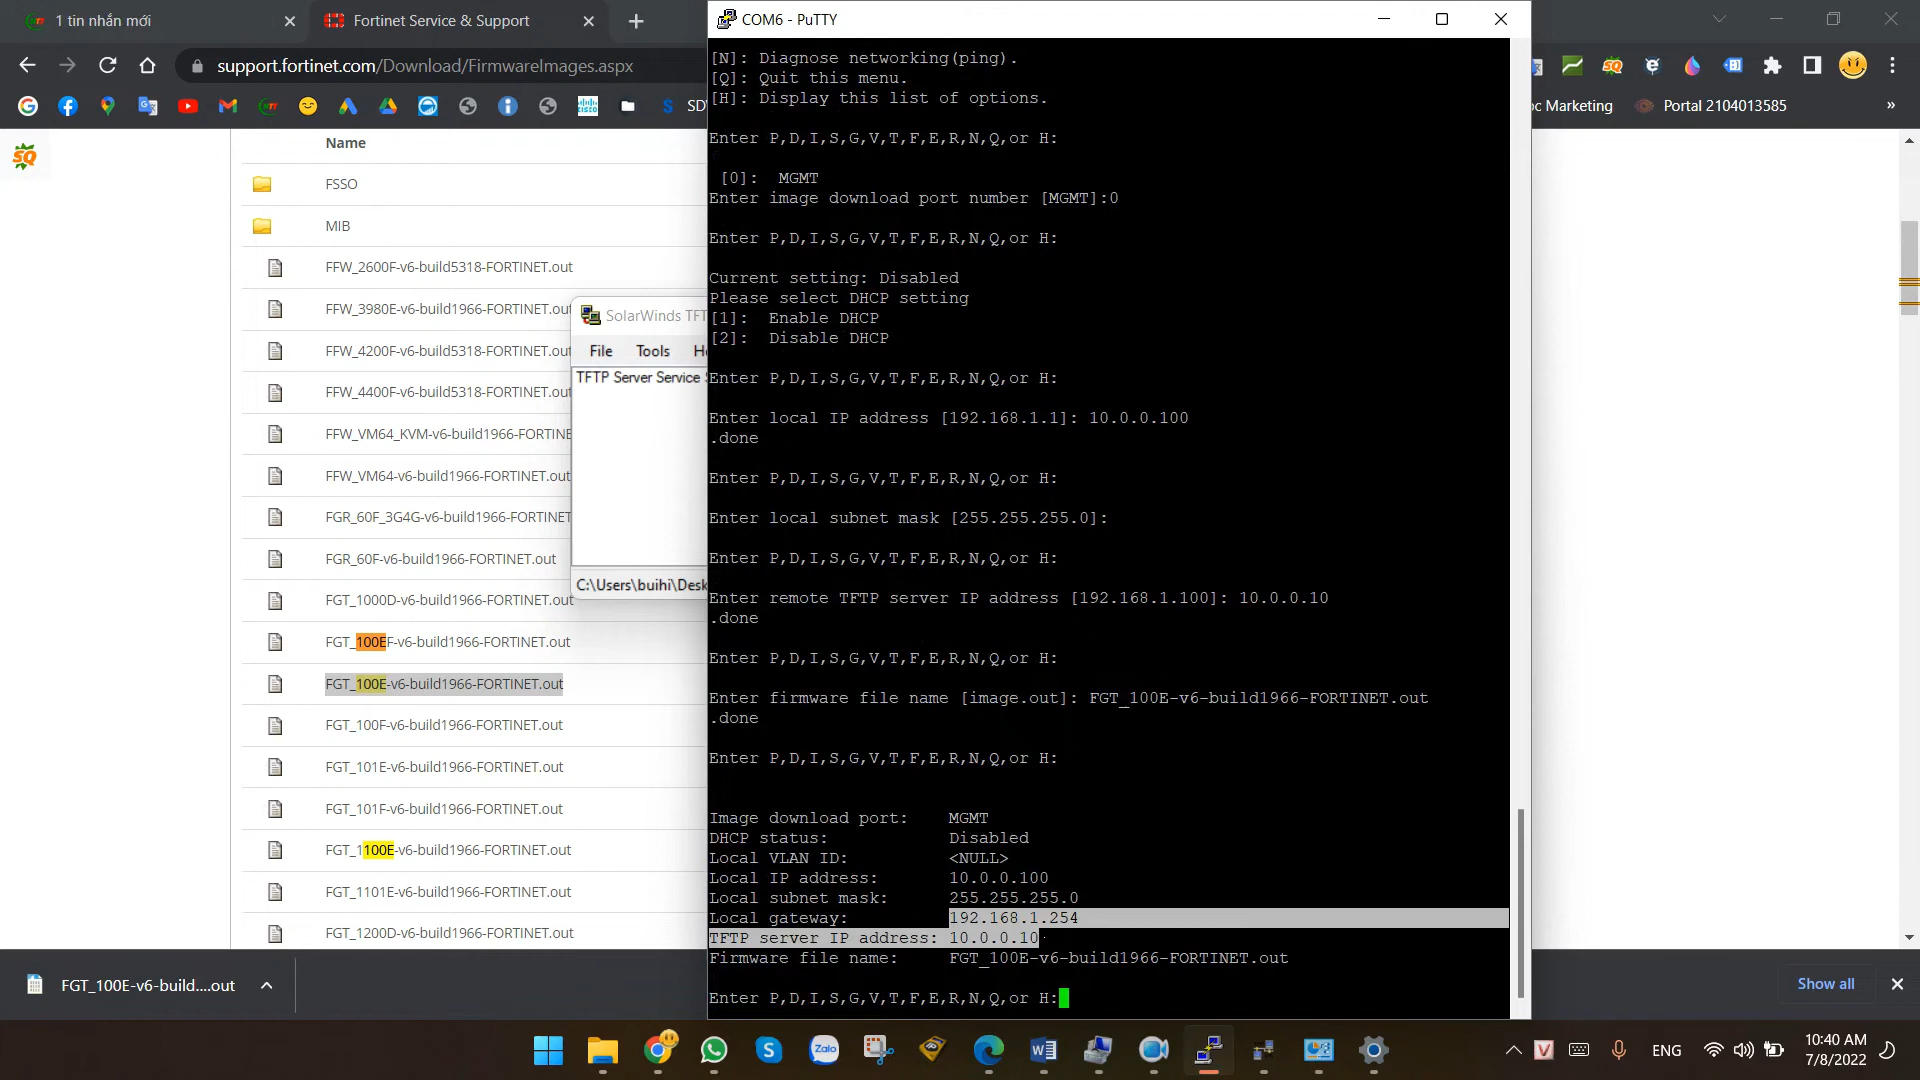 1 tin nhắn mới
Fortinet Service & Support
support.fortinet.com/Download/FirmwareImages.aspx
SD
oc Marketing
Portal 2104013585
»
Name
FSSO
MIB
FFW_2600F-v6-build5318-FORTINET.out
FFW_3980E-v6-build1966-FORTINET.out
FFW_4200F-v6-build5318-FORTINET.out
FFW_4400F-v6-build5318-FORTINET.out
FFW_VM64_KVM-v6-build1966-FORTINE
FFW_VM64-v6-build1966-FORTINET.out
FGR_60F_3G4G-v6-build1966-FORTINET
FGR_60F-v6-build1966-FORTINET.out
FGT_1000D-v6-build1966-FORTINET.out
FGT_100EF-v6-build1966-FORTINET.out
FGT_100E-v6-build1966-FORTINET.out
FGT_100F-v6-build1966-FORTINET.out
FGT_101E-v6-build1966-FORTINET.out
FGT_101F-v6-build1966-FORTINET.out
FGT_1100E-v6-build1966-FORTINET.out
FGT_1101E-v6-build1966-FORTINET.out
FGT_1200D-v6-build1966-FORTINET.out
SolarWinds TFT
File Tools He
TFTP Server Service S
C:\Users\buihi\Desk
COM6 - PuTTY
[N]: Diagnose networking(ping).
[Q]: Quit this menu.
[H]: Display this list of options.
Enter P,D,I,S,G,V,T,F,E,R,N,Q,or H:
[0]: MGMT
Enter image download port number [MGMT]:0
Enter P,D,I,S,G,V,T,F,E,R,N,Q,or H:
Current setting: Disabled
Please select DHCP setting
[1]: Enable DHCP
[2]: Disable DHCP
Enter P,D,I,S,G,V,T,F,E,R,N,Q,or H:
Enter local IP address [192.168.1.1]: 10.0.0.100
.done
Enter P,D,I,S,G,V,T,F,E,R,N,Q,or H:
Enter local subnet mask [255.255.255.0]:
Enter P,D,I,S,G,V,T,F,E,R,N,Q,or H:
Enter remote TFTP server IP address [192.168.1.100]: 10.0.0.10
.done
Enter P,D,I,S,G,V,T,F,E,R,N,Q,or H:
Enter firmware file name [image.out]: FGT_100E-v6-build1966-FORTINET.out
.done
Enter P,D,I,S,G,V,T,F,E,R,N,Q,or H:
Image download port: MGMT
DHCP status: Disabled
Local VLAN ID: <NULL>
Local IP address: 10.0.0.100
Local subnet mask: 255.255.255.0
Local gateway: 192.168.1.254
TFTP server IP address: 10.0.0.10
Firmware file name: FGT_100E-v6-build1966-FORTINET.out
Enter P,D,I,S,G,V,T,F,E,R,N,Q,or H:
FGT_100E-v6-build....out
Show all
Zalo
ENG
10:40 AM
7/8/2022